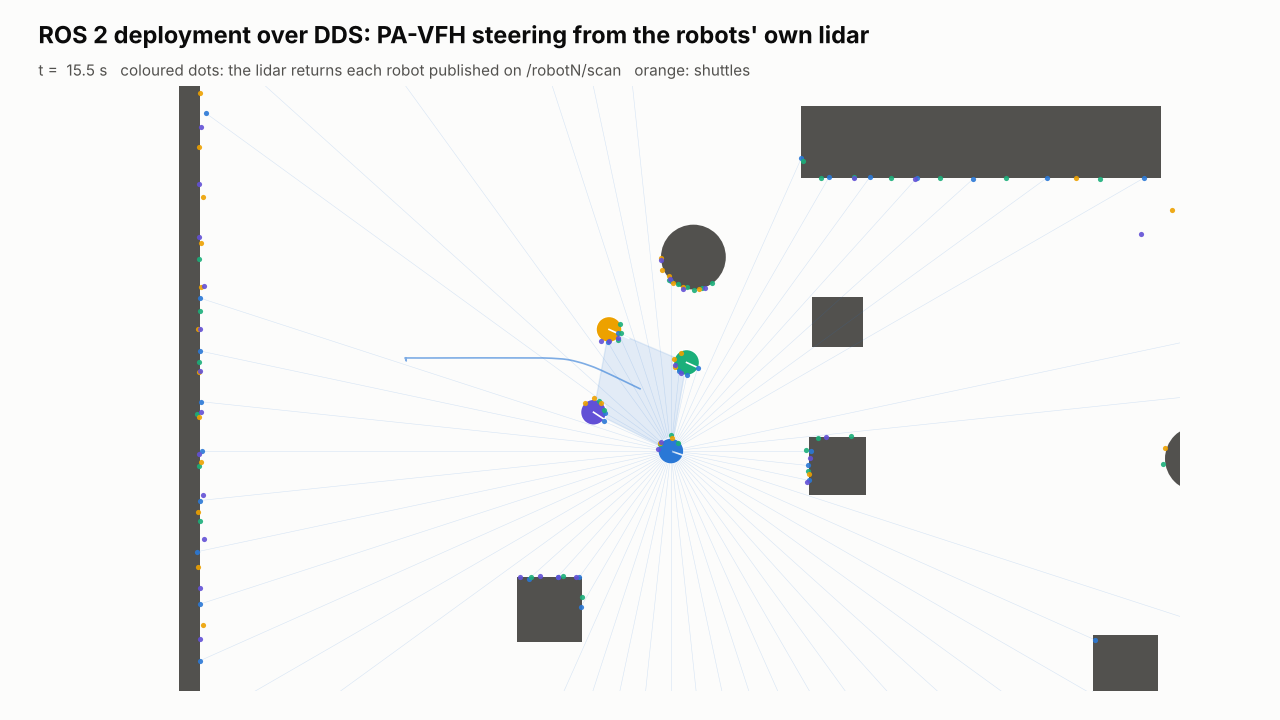 ROS 2 deployment over DDS: PA-VFH steering from the robots' own lidar
t =  15.5 s   coloured dots: the lidar returns each robot published on /robotN/scan   orange: shuttles